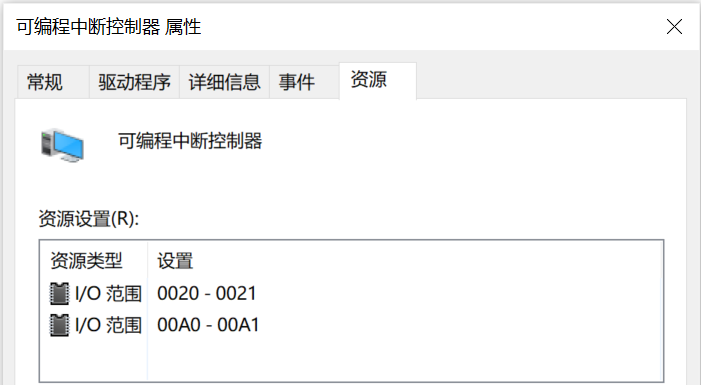 可编程中断控制器 属性
常规 驱动程序 详细信息 事件 资源
可编程中断控制器
资源设置(R):
资源类型 设置
I/O 范围 0020 - 0021
I/O 范围 00A0 - 00A1